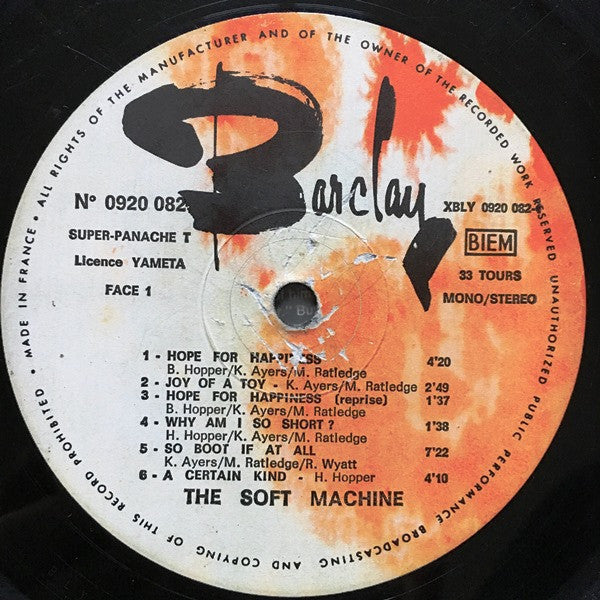 • ALL RIGHTS OF THE MANUFACTURER AND OF THE OWNER OF THE RECORDED WORK RESERVED UNAUTHORIZED PUBLIC PERFORMANCE BROADCASTING AND COPYING OF THIS RECORD PROHIBITED • MADE IN FRANCE
Barclay
N° 0920 082
XBLY 0920 082
SUPER-PANACHE T
BIEM
Licence YAMETA
33 TOURS
FACE 1
MONO/STEREO
1 - HOPE FOR HAPPINESS
B. Hopper/K. Ayers/M. Ratledge 4'20
2 - JOY OF A TOY - K. Ayers/M. Ratledge 2'49
3 - HOPE FOR HAPPINESS (reprise) 1'37
B. Hopper/K. Ayers/M. Ratledge
4 - WHY AM I SO SHORT ? 1'38
H. Hopper/K. Ayers/M. Ratledge
5 - SO BOOT IF AT ALL 7'22
K. Ayers/M. Ratledge/R. Wyatt
6 - A CERTAIN KIND - H. Hopper 4'10
THE SOFT MACHINE